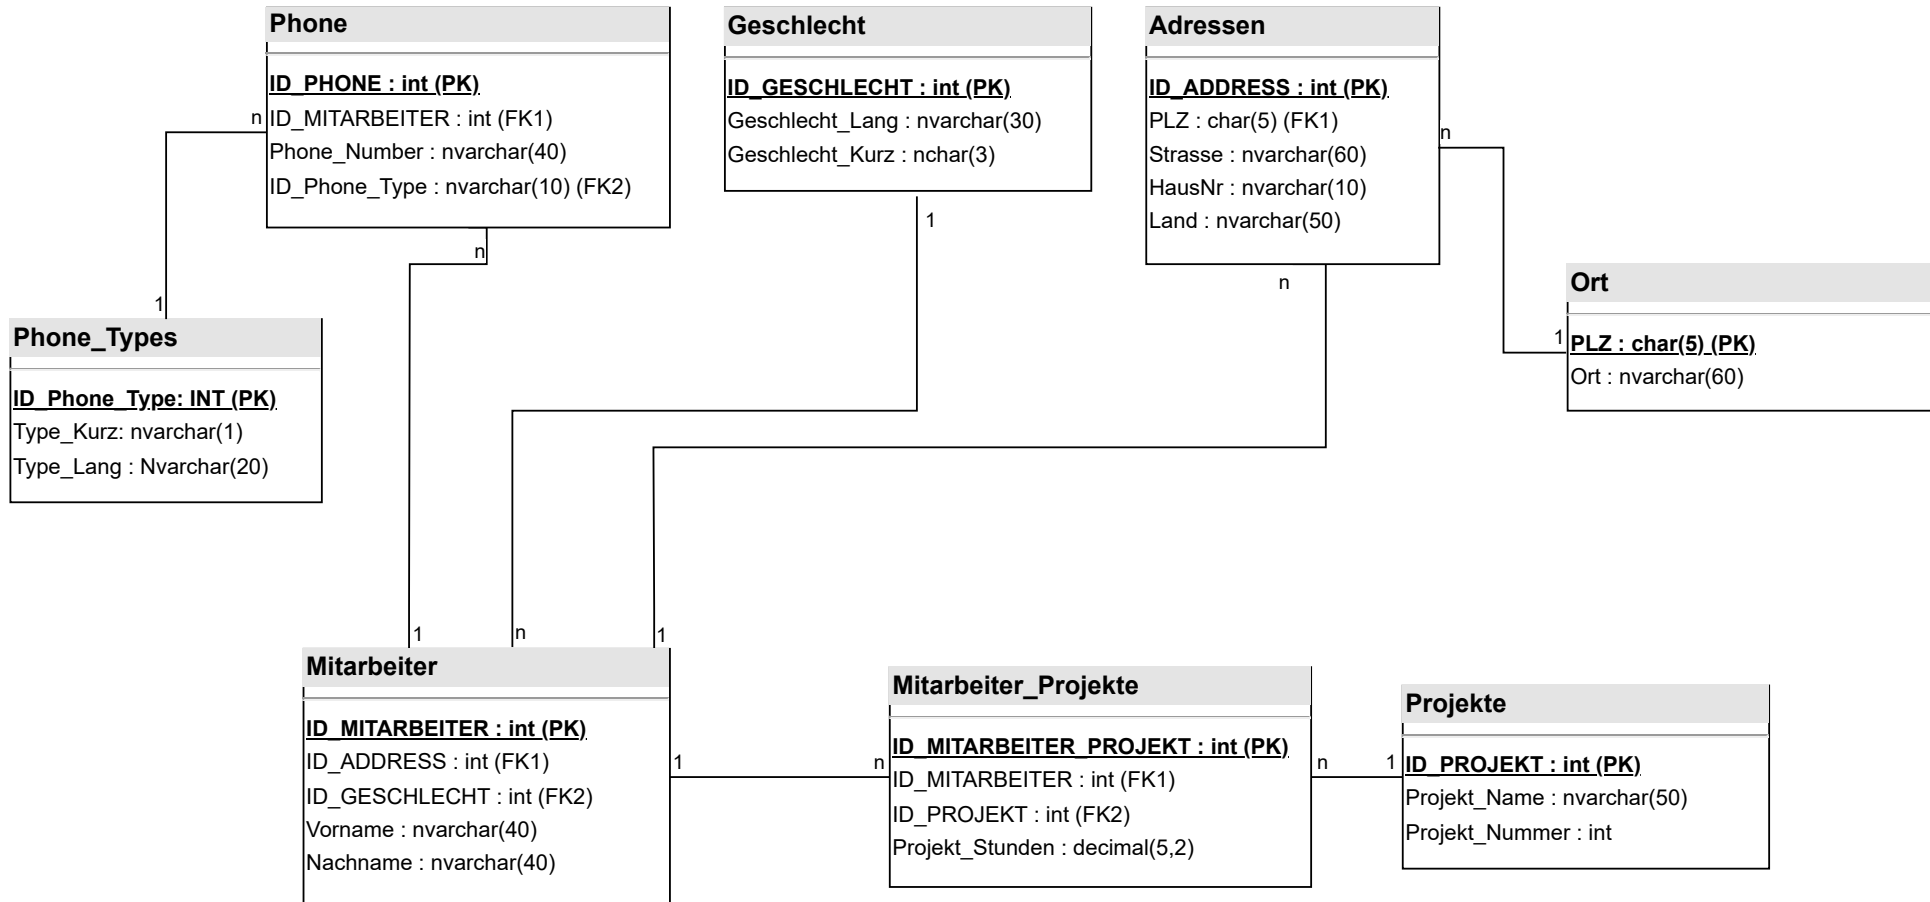 Phone
ID_PHONE : int (PK)
ID_MITARBEITER : int (FK1)
Phone_Number : nvarchar(40)
ID_Phone_Type : nvarchar(10) (FK2)
n
n
Geschlecht
ID_GESCHLECHT : int (PK)
Geschlecht_Lang : nvarchar(30)
Geschlecht_Kurz : nchar(3)
1
Adressen
ID_ADDRESS : int (PK)
PLZ : char(5) (FK1)
Strasse : nvarchar(60)
HausNr : nvarchar(10)
Land : nvarchar(50)
n
n
Ort
PLZ : char(5) (PK)
Ort : nvarchar(60)
1
1
Phone_Types
ID_Phone_Type: INT (PK)
Type_Kurz: nvarchar(1)
Type_Lang : Nvarchar(20)
1
n
1
Mitarbeiter
ID_MITARBEITER : int (PK)
ID_ADDRESS : int (FK1)
ID_GESCHLECHT : int (FK2)
Vorname : nvarchar(40)
Nachname : nvarchar(40)
1
n
Mitarbeiter_Projekte
ID_MITARBEITER_PROJEKT : int (PK)
ID_MITARBEITER : int (FK1)
ID_PROJEKT : int (FK2)
Projekt_Stunden : decimal(5,2)
n
1
Projekte
ID_PROJEKT : int (PK)
Projekt_Name : nvarchar(50)
Projekt_Nummer : int